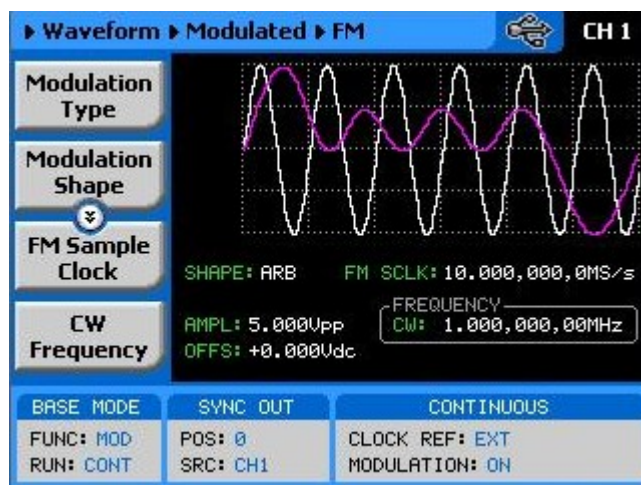 Waveform Modulated FM CH 1
Modulation
Type
Modulation
Shape
FM Sample
Clock
CW
Frequency
SHAPE: ARB FM SCLK: 10.000,000,0MS/s
AMPL: 5.000Vpp
OFFS: +0.000Vdc
FREQUENCY
CW: 1.000,000,00MHz
BASE MODE
FUNC: MOD
RUN: CONT
SYNC OUT
POS: 0
SRC: CH1
CONTINUOUS
CLOCK REF: EXT
MODULATION: ON